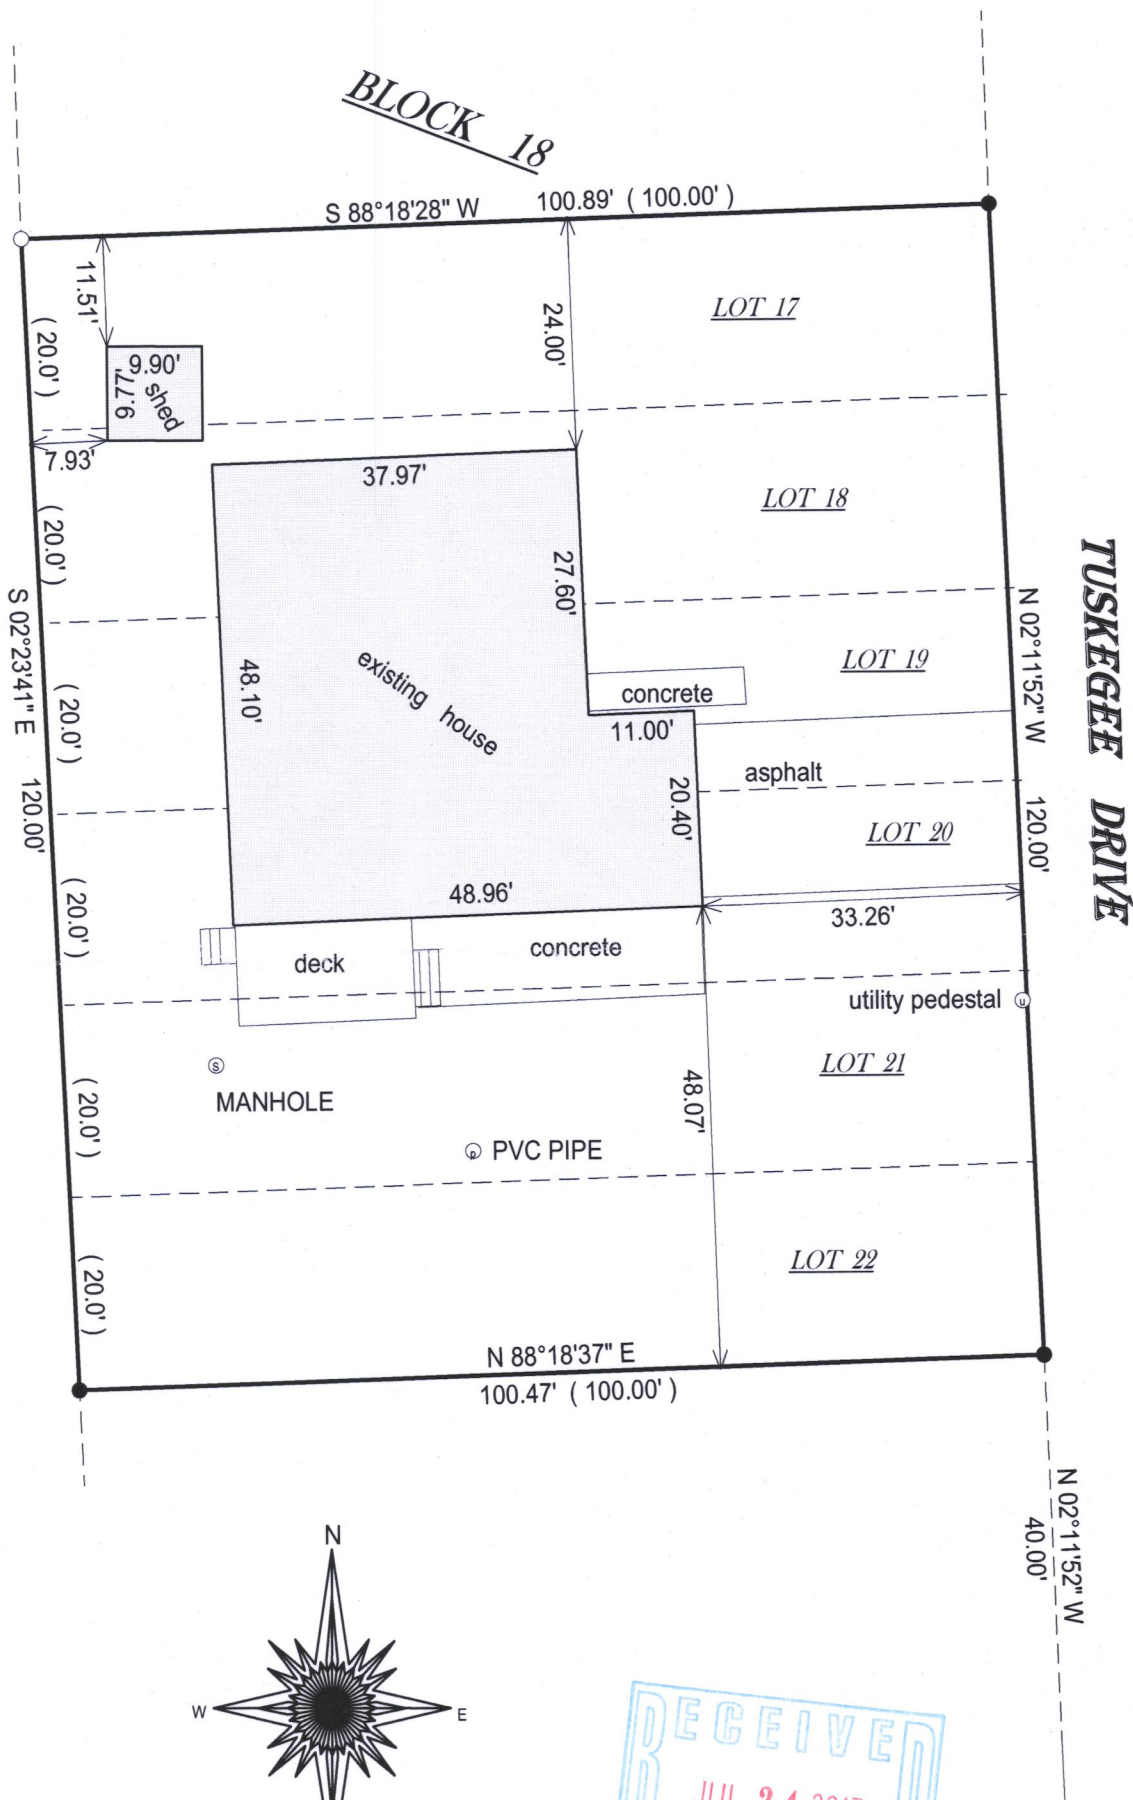 BLOCK 18
S 88°18'28" W 100.89' ( 100.00' )
11.51'
24.00'
LOT 17
( 20.0' )
9.90'
9.77'
shed
7.93'
37.97'
LOT 18
( 20.0' )
27.60'
TUSKEGEE DRIVE
N 02°11'52" W 120.00'
S 02°23'41" E 120.00'
LOT 19
existing house
48.10'
concrete
11.00'
( 20.0' )
asphalt
20.40'
LOT 20
48.96'
33.26'
( 20.0' )
deck
concrete
utility pedestal u
LOT 21
s
MANHOLE
48.07'
( 20.0' )
p PVC PIPE
LOT 22
( 20.0' )
N 88°18'37" E
100.47' ( 100.00' )
N 02°11'52" W
40.00'
N
W
E
RECEIVED